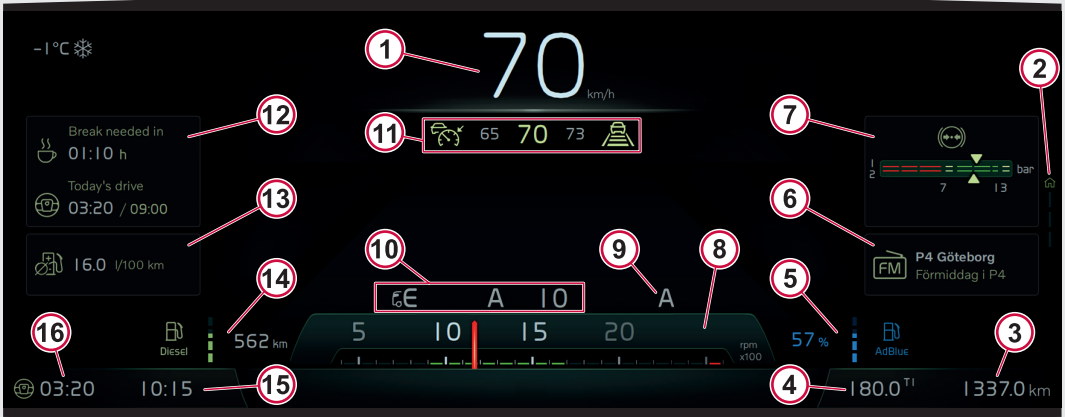 -1°C
70
km/h
65 70 73
1
2
3
4
5
6
7
8
9
10
11
12
13
14
15
16
Break needed in
01:10 h
Today's drive
03:20 / 09:00
16.0 l/100 km
Diesel
562 km
03:20
10:15
E A 10
A
5 10 15 20
rpm
x100
1
2
bar
7 13
FM
P4 Göteborg
Förmiddag i P4
57 %
AdBlue
180.0 T1
1337.0 km